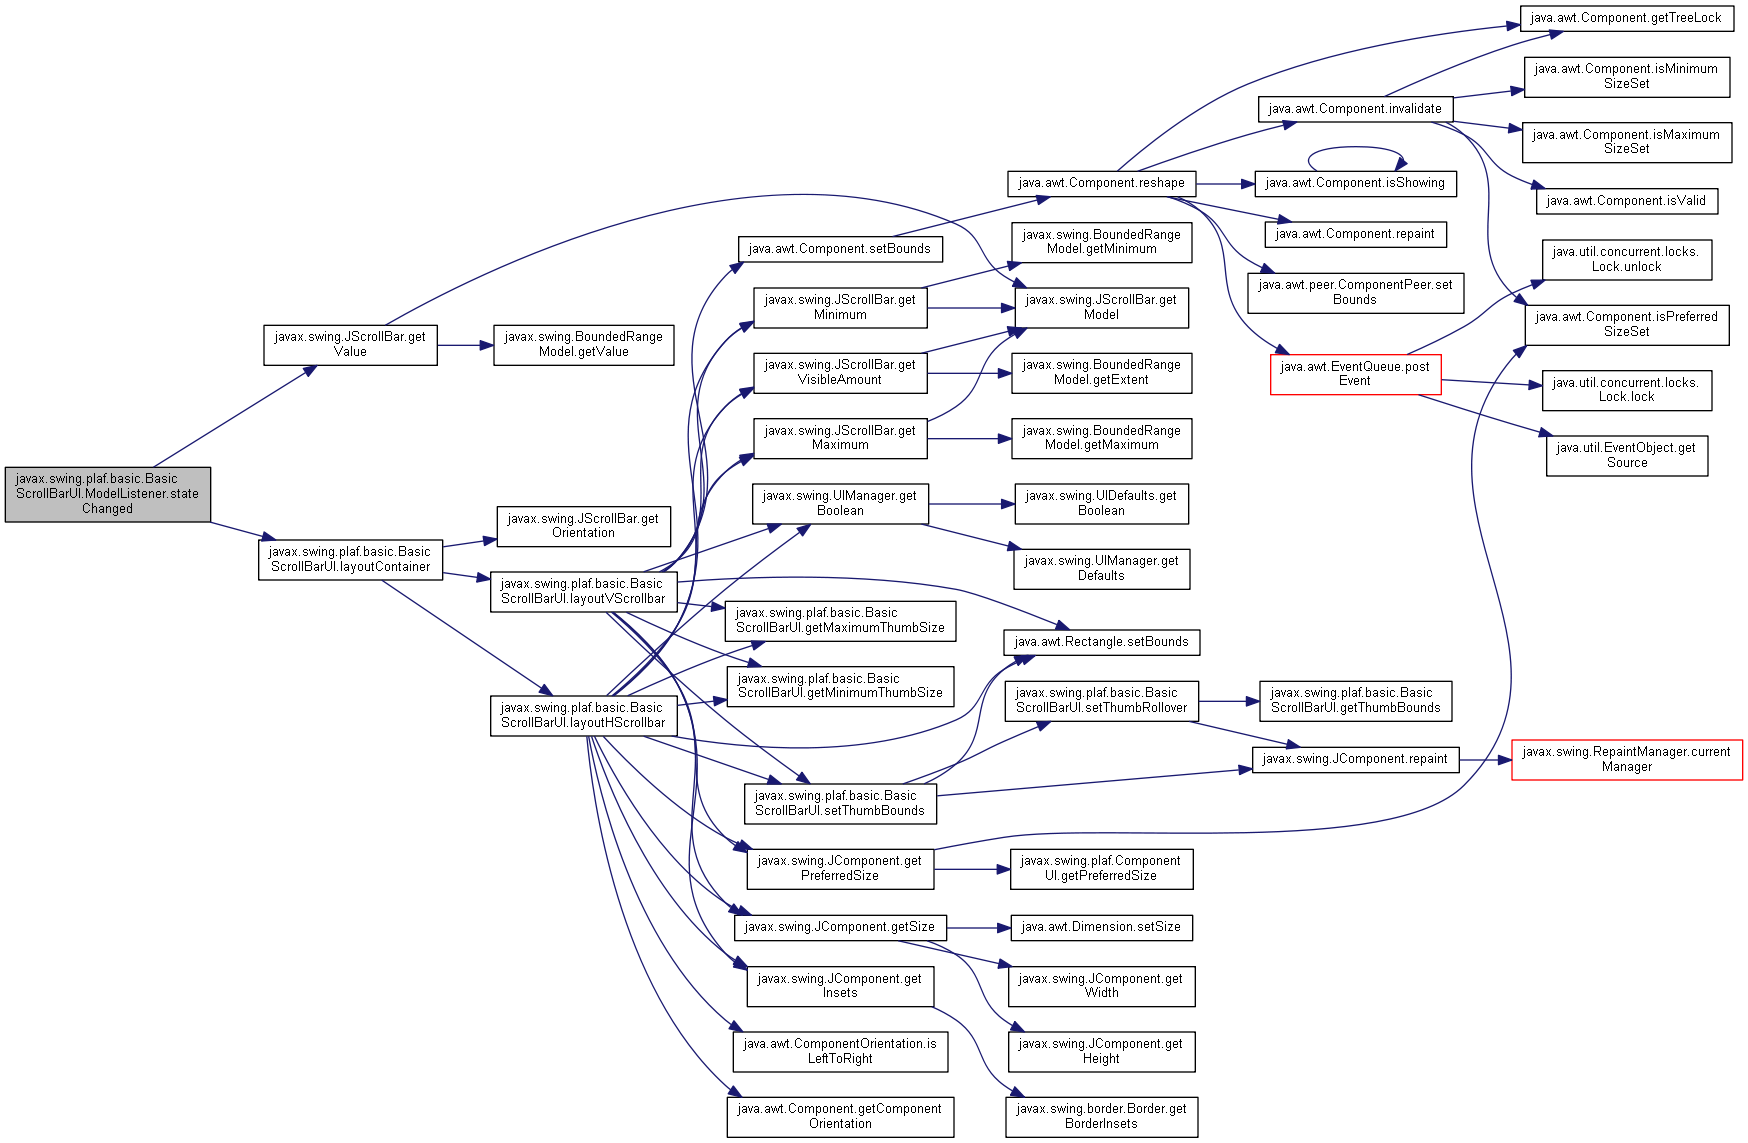 javax.swing.plaf.basic.Basic
ScrollBarUI.ModelListener.state
Changed
javax.swing.JScrollBar.get
Value
javax.swing.plaf.basic.Basic
ScrollBarUI.layoutContainer
javax.swing.BoundedRange
Model.getValue
javax.swing.JScrollBar.get
Orientation
javax.swing.plaf.basic.Basic
ScrollBarUI.layoutVScrollbar
javax.swing.plaf.basic.Basic
ScrollBarUI.layoutHScrollbar
java.awt.Component.setBounds
javax.swing.JScrollBar.get
Minimum
javax.swing.JScrollBar.get
VisibleAmount
javax.swing.JScrollBar.get
Maximum
javax.swing.UIManager.get
Boolean
javax.swing.plaf.basic.Basic
ScrollBarUI.getMaximumThumbSize
javax.swing.plaf.basic.Basic
ScrollBarUI.getMinimumThumbSize
javax.swing.plaf.basic.Basic
ScrollBarUI.setThumbBounds
javax.swing.JComponent.get
PreferredSize
javax.swing.JComponent.getSize
javax.swing.JComponent.get
Insets
java.awt.ComponentOrientation.is
LeftToRight
java.awt.Component.getComponent
Orientation
java.awt.Component.reshape
javax.swing.BoundedRange
Model.getMinimum
javax.swing.JScrollBar.get
Model
javax.swing.BoundedRange
Model.getExtent
javax.swing.BoundedRange
Model.getMaximum
javax.swing.UIDefaults.get
Boolean
javax.swing.UIManager.get
Defaults
java.awt.Rectangle.setBounds
javax.swing.plaf.basic.Basic
ScrollBarUI.setThumbRollover
javax.swing.plaf.Component
UI.getPreferredSize
java.awt.Dimension.setSize
javax.swing.JComponent.get
Width
javax.swing.JComponent.get
Height
javax.swing.border.Border.get
BorderInsets
java.awt.Component.invalidate
java.awt.Component.isShowing
java.awt.Component.repaint
java.awt.peer.ComponentPeer.set
Bounds
java.awt.EventQueue.post
Event
javax.swing.plaf.basic.Basic
ScrollBarUI.getThumbBounds
javax.swing.JComponent.repaint
java.awt.Component.getTreeLock
java.awt.Component.isMinimum
SizeSet
java.awt.Component.isMaximum
SizeSet
java.awt.Component.isValid
java.util.concurrent.locks.
Lock.unlock
java.awt.Component.isPreferred
SizeSet
java.util.concurrent.locks.
Lock.lock
java.util.EventObject.get
Source
javax.swing.RepaintManager.current
Manager